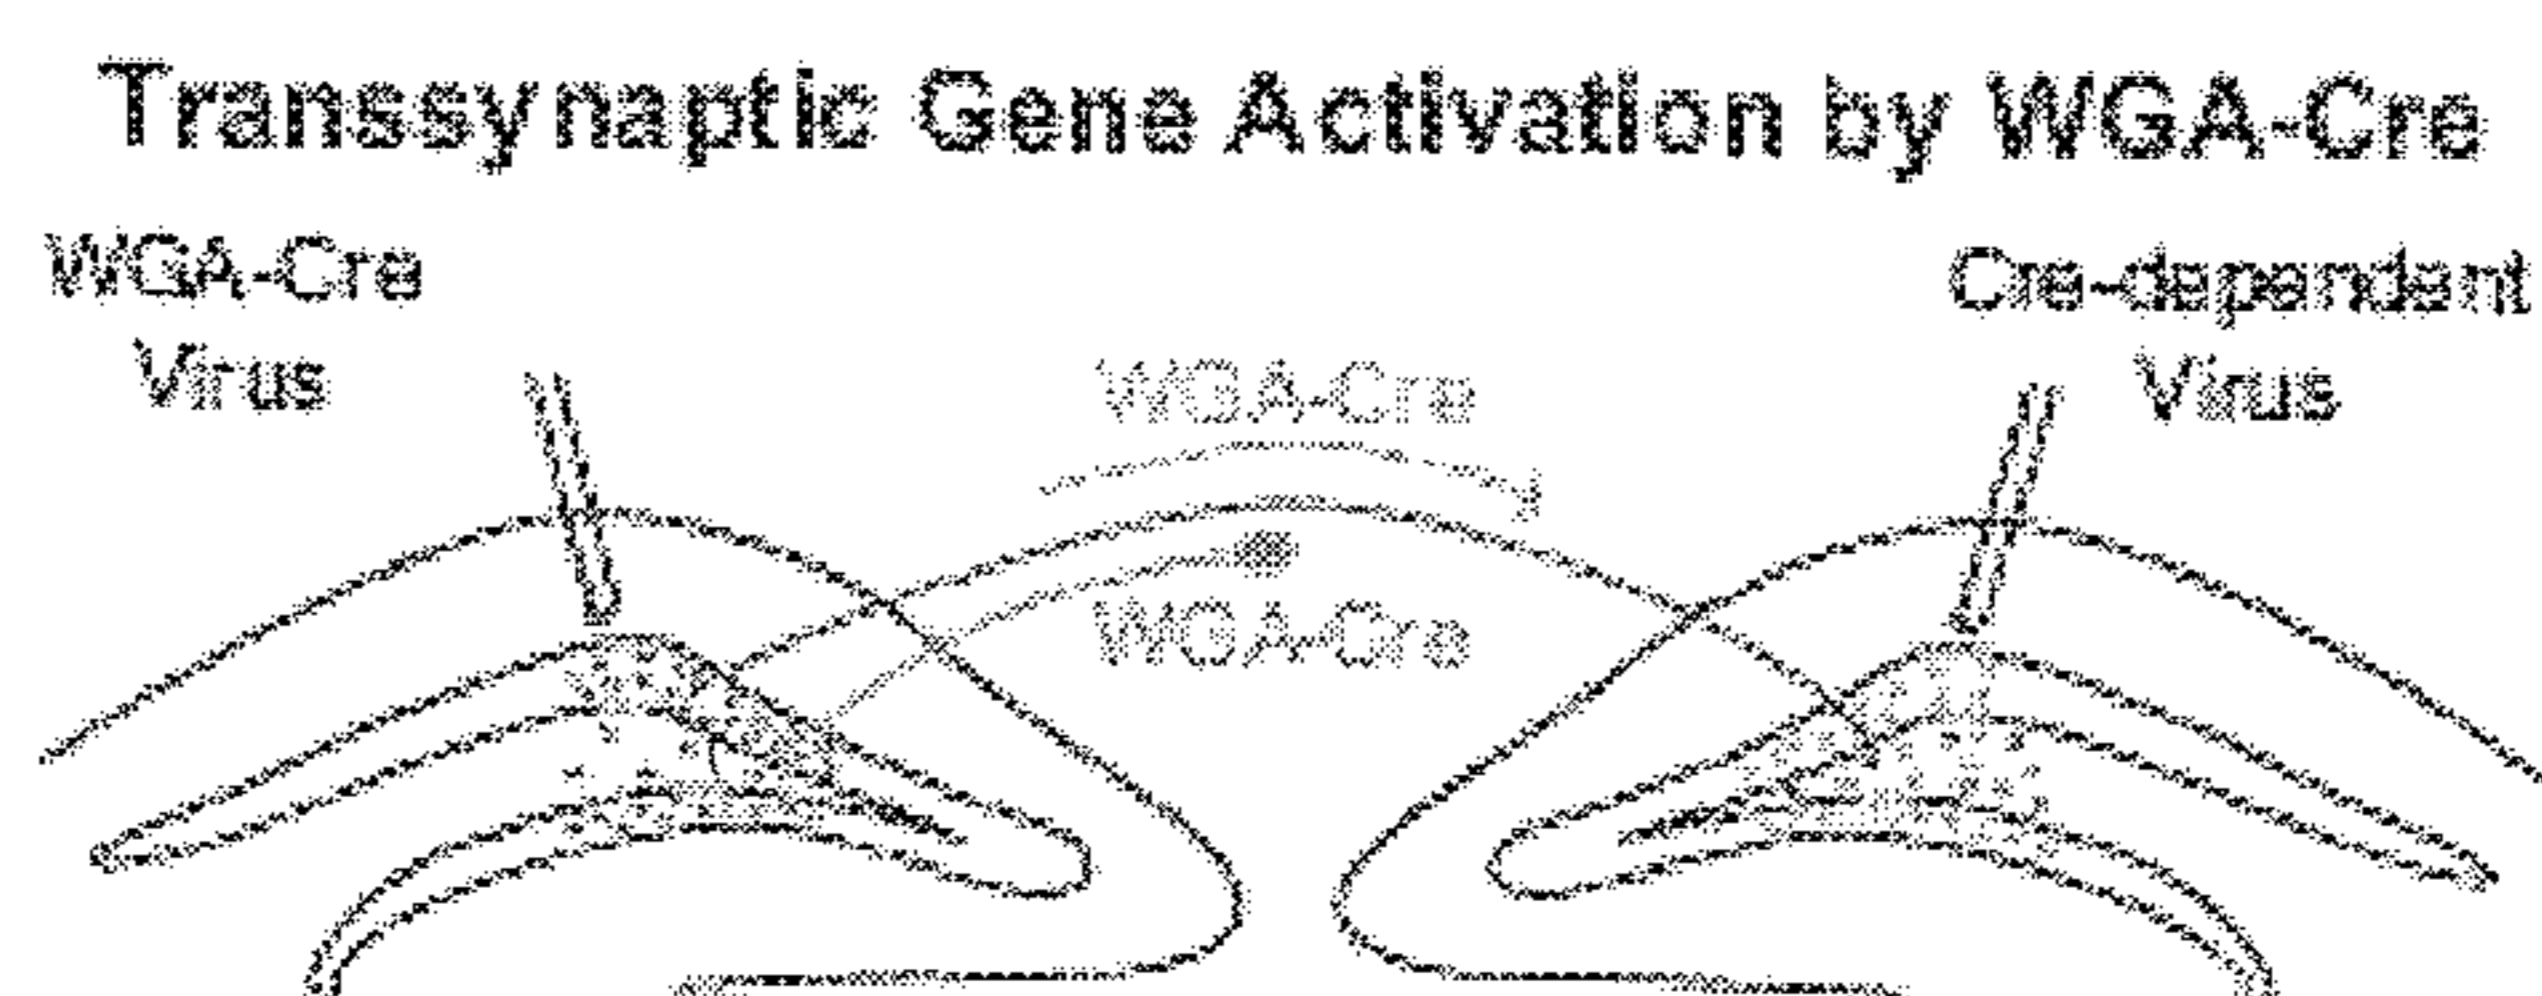 Transsynaptic Gene Activation by WGA-Cre
WGA-Cre
Virus
WGA-Cre
WGA-Cre
Cre-dependent
Virus